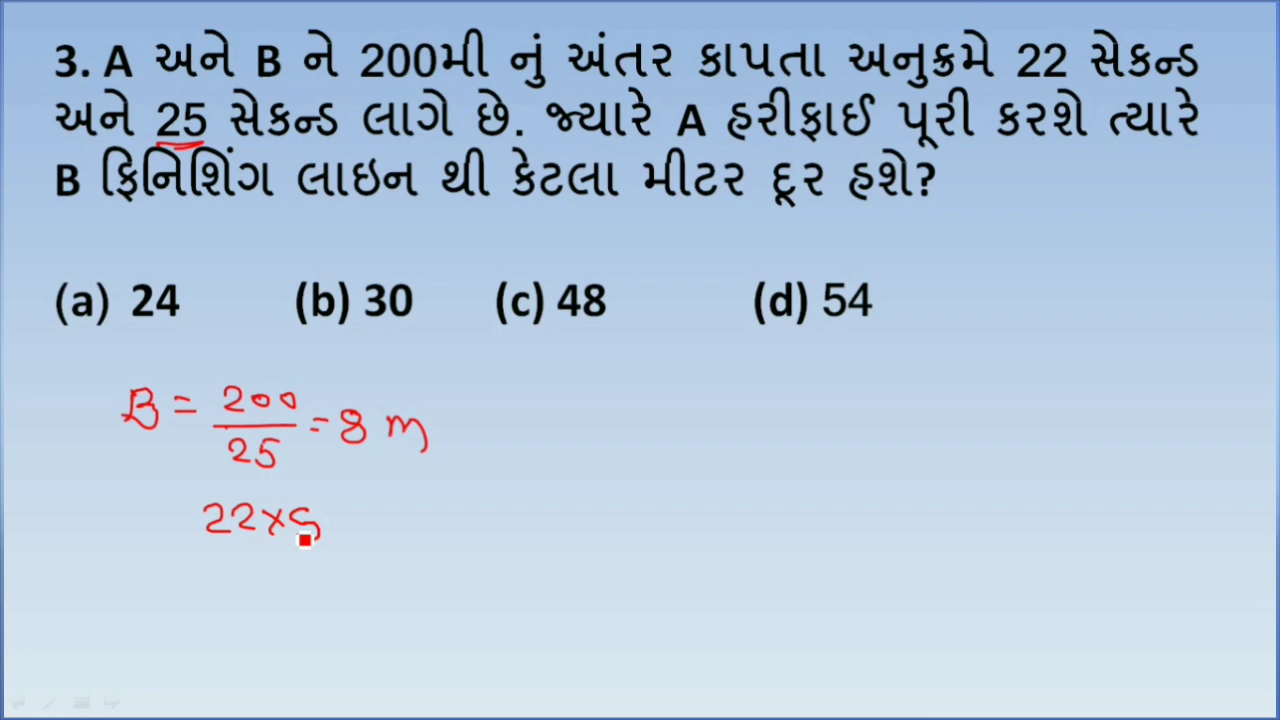 3. A અને B ને 200મી નું અંતર કાપતા અનુક્રમે 22 સેકન્ડ
અને 25 સેકન્ડ લાગે છે. જ્યારે A હરીફાઈ પૂરી કરશે ત્યારે
B ફિનિશિંગ લાઇન થી કેટલા મીટર દૂર હશે?
(a) 24 (b) 30 (c) 48 (d) 54
B = 200/25 = 8 m
22×